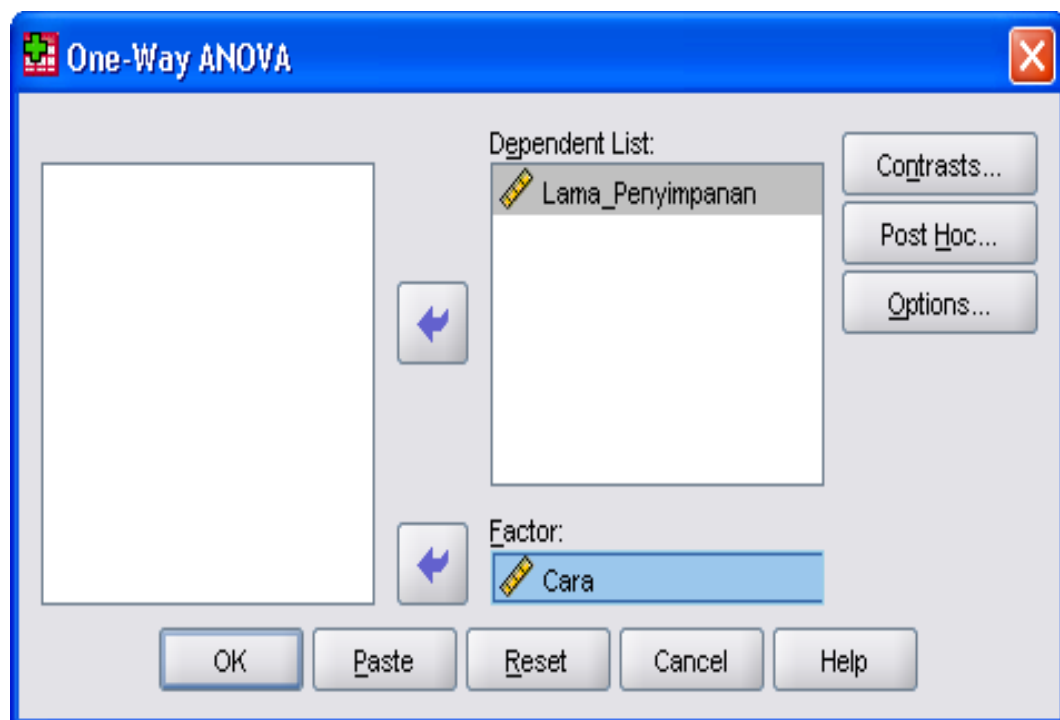 One-Way ANOVA
Dependent List:
Lama_Penyimpanan
Contrasts...
Post Hoc...
Options...
Factor:
Cara
OK
Paste
Reset
Cancel
Help